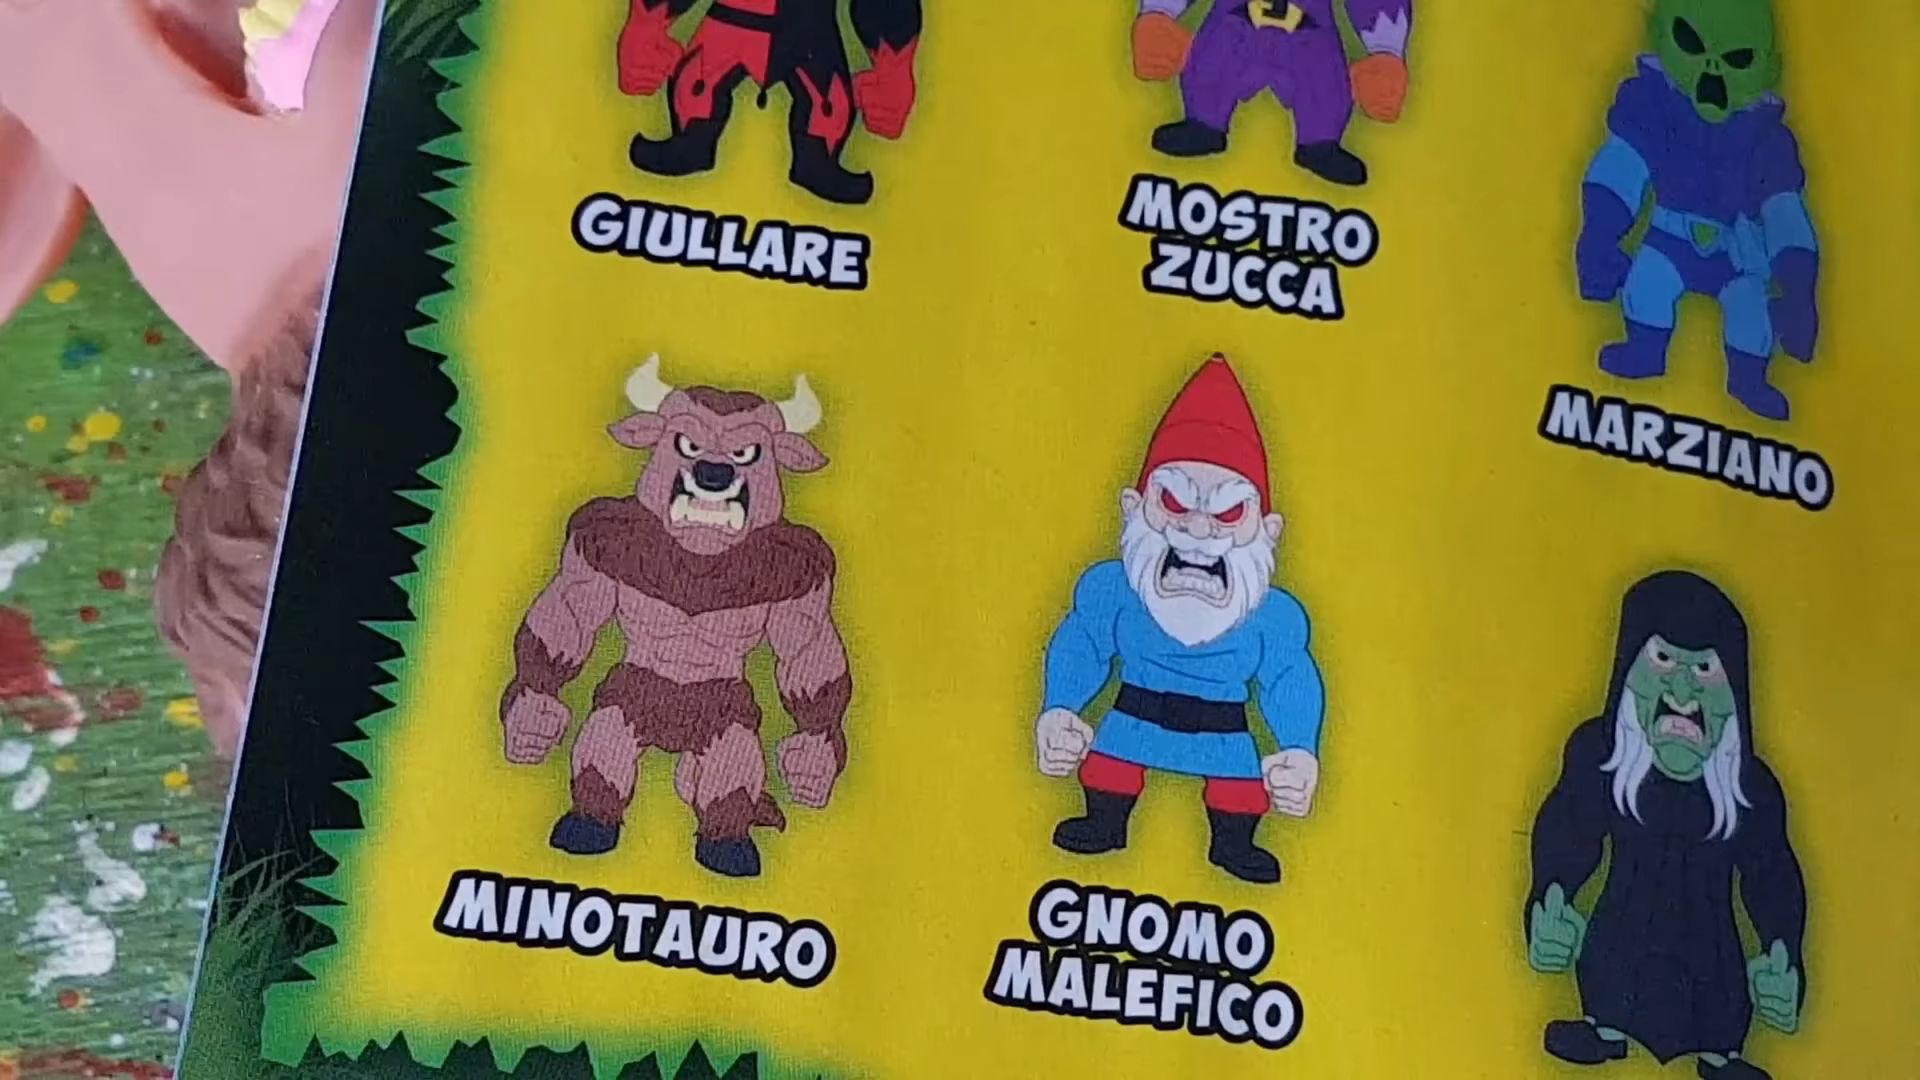 GIULLARE
MOSTRO
ZUCCA
MARZIANO
MINOTAURO
GNOMO
MALEFICO